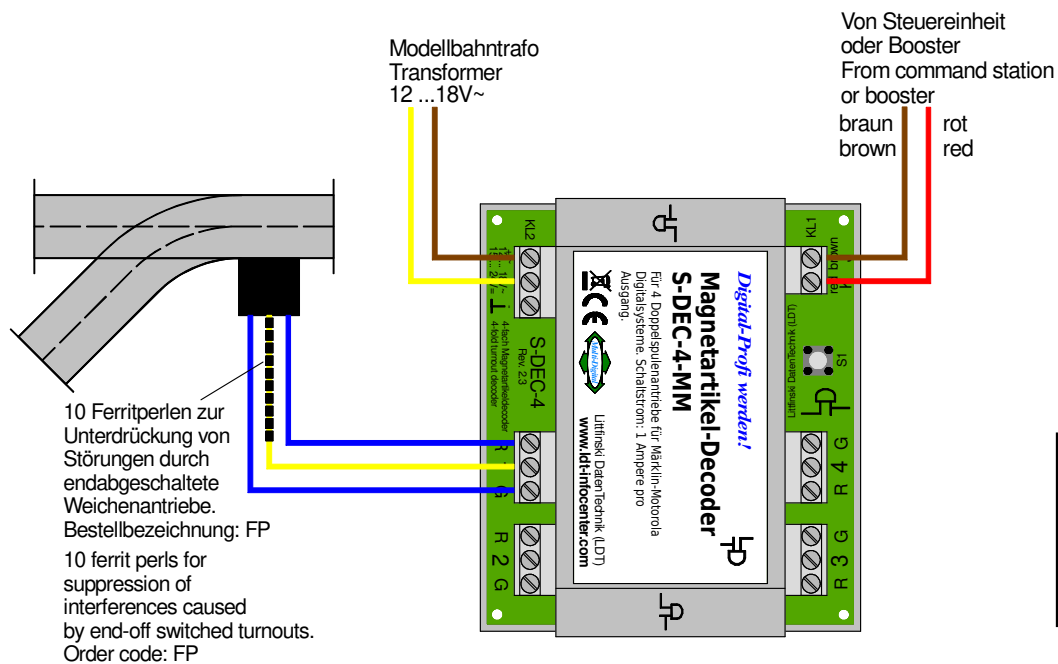 Modellbahntrafo
Transformer
12 ...18V~
Von Steuereinheit
oder Booster
From command station
or booster
braun rot
brown red
10 Ferritperlen zur
Unterdrückung von
Störungen durch
endabgeschaltete
Weichenantriebe.
Bestellbezeichnung: FP
10 ferrit perls for
suppression of
interferences caused
by end-off switched turnouts.
Order code: FP
KL2
S-DEC-4
Rev. 2.3
4-fach Magnetartikeldecoder
4-fold turnout decoder
R
G
R 2 G
Digital-Profi werden!
Magnetartikel-Decoder
S-DEC-4-MM
Für 4 Doppelspulenantriebe für Märklin-Motorola
Digitalsysteme. Schaltstrom: 1 Ampere pro
Ausgang.
CE
Multi-Digital
Littfinski DatenTechnik (LDT)
www.ldt-infocenter.com
KL1
red brown
S1
Littfinski DatenTechnik (LDT)
R 4 G
R 3 G